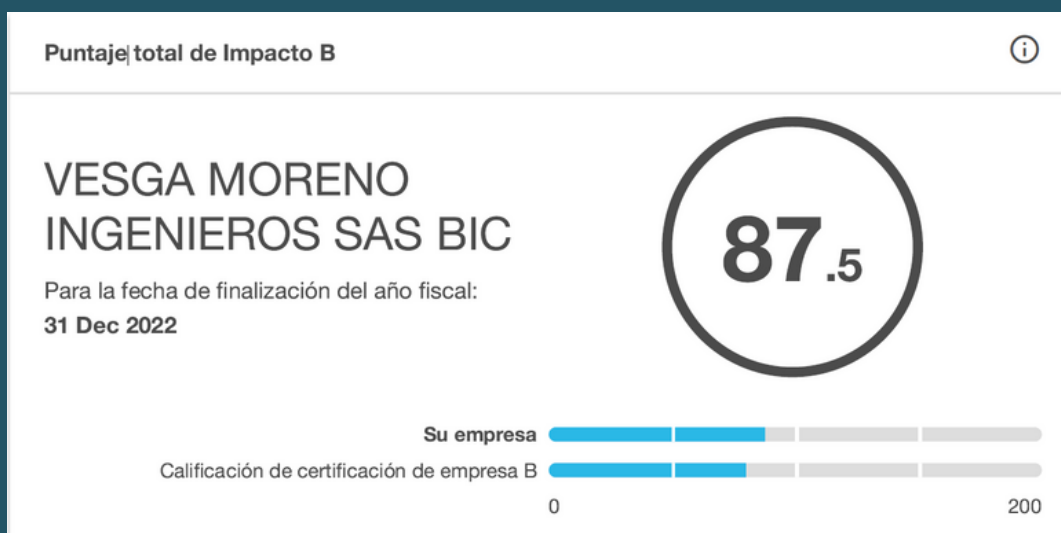 Puntaje total de Impacto B
VESGA MORENO
INGENIEROS SAS BIC
Para la fecha de finalización del año fiscal:
31 Dec 2022
87.5
Su empresa
Calificación de certificación de empresa B
0
200